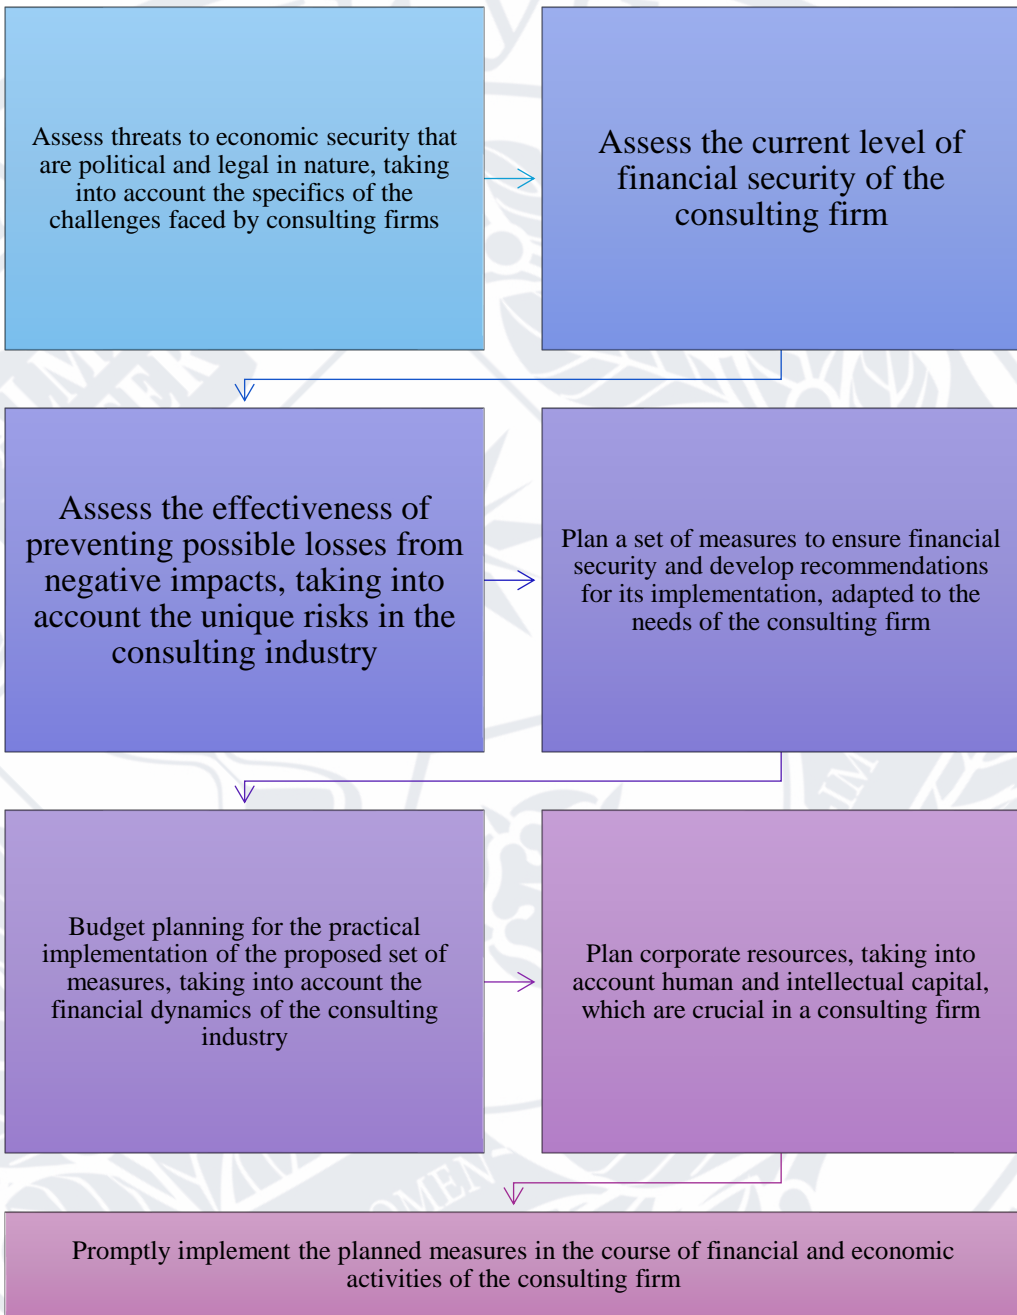 Assess threats to economic security that
are political and legal in nature, taking
into account the specifics of the
challenges faced by consulting firms
Assess the current level of
financial security of the
consulting firm
Assess the effectiveness of
preventing possible losses from
negative impacts, taking into
account the unique risks in the
consulting industry
Plan a set of measures to ensure financial
security and develop recommendations
for its implementation, adapted to the
needs of the consulting firm
Budget planning for the practical
implementation of the proposed set of
measures, taking into account the
financial dynamics of the consulting
industry
Plan corporate resources, taking into
account human and intellectual capital,
which are crucial in a consulting firm
OMEN
Promptly implement the planned measures in the course of financial and economic
activities of the consulting firm